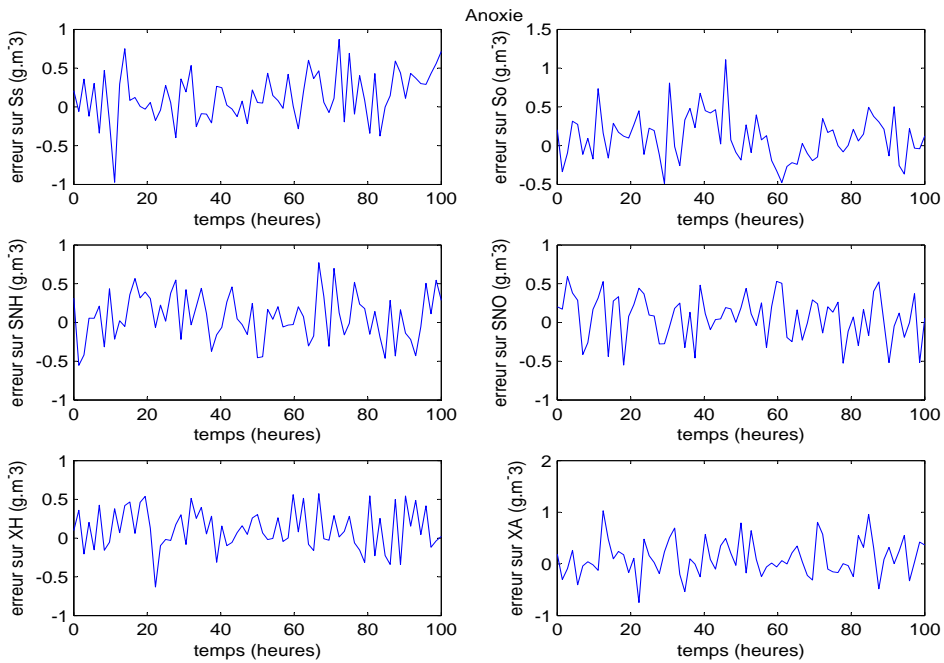 Anoxie
1
0.5
0
-0.5
-1
erreur sur Ss (g.m-3)
0 20 40 60 80 100
temps (heures)
1.5
1
0.5
0
-0.5
erreur sur So (g.m-3)
0 20 40 60 80 100
temps (heures)
1
0.5
0
-0.5
-1
erreur sur SNH (g.m-3)
0 20 40 60 80 100
temps (heures)
1
0.5
0
-0.5
-1
erreur sur SNO (g.m-3)
0 20 40 60 80 100
temps (heures)
1
0.5
0
-0.5
-1
erreur sur XH (g.m-3)
0 20 40 60 80 100
temps (heures)
2
1
0
-1
erreur sur XA (g.m-3)
0 20 40 60 80 100
temps (heures)